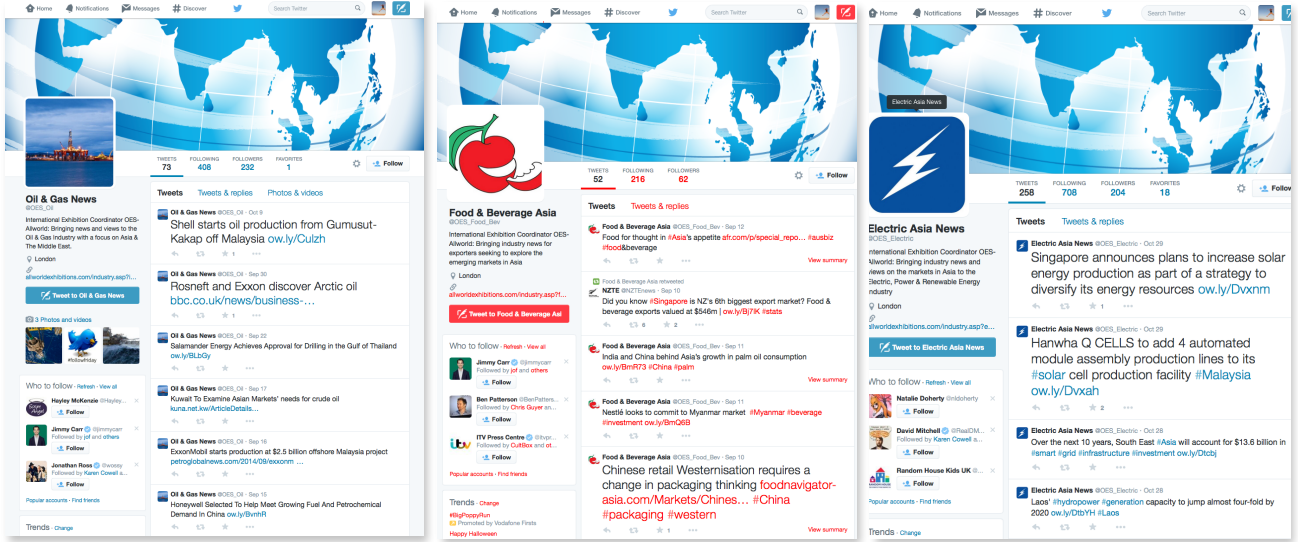 Home Notifications Messages # Discover Search Twitter
TWEETS FOLLOWING FOLLOWERS FAVORITES
73 408 232 1
Follow
Oil & Gas News
@OES_Oil
International Exhibition Coordinator OES-
Allworld: Bringing news and views to the
Oil & Gas industry with a focus on Asia &
The Middle East.
London
allworldexhibitions.com/industry.asp?i...
Tweet to Oil & Gas News
3 Photos and videos
#followfriday
Who to follow · Refresh · View all
Hayley McKenzie @Hayley...
Follow
Jimmy Carr @jimmycarr
Followed by jof and others
Follow
Jonathan Ross @wossy
Followed by Karen Cowell a...
Follow
Popular accounts · Find friends
Trends · Change
Tweets Tweets & replies Photos & videos
Oil & Gas News @OES_Oil · Oct 9
Shell starts oil production from Gumusut-
Kakap off Malaysia ow.ly/Culzh
1
Oil & Gas News @OES_Oil · Sep 30
Rosneft and Exxon discover Arctic oil
bbc.co.uk/news/business-...
Oil & Gas News @OES_Oil · Sep 22
Salamander Energy Achieves Approval for Drilling in the Gulf of Thailand
ow.ly/BLbGy
Oil & Gas News @OES_Oil · Sep 17
Kuwait To Examine Asian Markets' needs for crude oil
kuna.net.kw/ArticleDetails...
Oil & Gas News @OES_Oil · Sep 16
ExxonMobil starts production at $2.5 billion offshore Malaysia project
petroglobalnews.com/2014/09/exxonm ...
Oil & Gas News @OES_Oil · Sep 15
Honeywell Selected To Help Meet Growing Fuel And Petrochemical
Demand In China ow.ly/BvnhR
Home Notifications Messages # Discover Search Twitter
TWEETS FOLLOWING FOLLOWERS
52 216 62
Follow
Food & Beverage Asia
@OES_Food_Bev
International Exhibition Coordinator OES-
Allworld: Bringing industry news for
exporters seeking to explore the
emerging markets in Asia
London
allworldexhibitions.com/industry.asp?f...
Tweet to Food & Beverage Asi
Who to follow · Refresh · View all
Jimmy Carr @jimmycarr
Followed by jof and others
Follow
Ben Patterson @BenPatters...
Followed by Chris Guyer an...
Follow
itv
ITV Press Centre @itvpr...
Followed by CultBox and ot...
Follow
Popular accounts · Find friends
Trends · Change
#BigPoppyRun
Promoted by Vodafone Firsts
Happy Halloween
Tweets Tweets & replies
Food & Beverage Asia @OES_Food_Bev · Sep 12
Food for thought in #Asia's appetite afr.com/p/special_repo... #ausbiz
#food&beverage
View summary
Food & Beverage Asia retweeted
NZTE @NZTEnews · Sep 10
Did you know #Singapore is NZ's 6th biggest export market? Food &
beverage exports valued at $546m | ow.ly/Bj7lK #stats
6 2
Food & Beverage Asia @OES_Food_Bev · Sep 11
India and China behind Asia's growth in palm oil consumption
ow.ly/BmR73 #China #palm
View summary
Food & Beverage Asia @OES_Food_Bev · Sep 11
Nestlé looks to commit to Myanmar market #Myanmar #beverage
#investment ow.ly/BmQ6B
Food & Beverage Asia @OES_Food_Bev · Sep 10
Chinese retail Westernisation requires a
change in packaging thinking foodnavigator-
asia.com/Markets/Chines... #China
#packaging #western
1
View summary
Home Notifications Messages # Discover Search Twitter
Electric Asia News
TWEETS FOLLOWING FOLLOWERS FAVORITES
258 708 204 18
Follow
Electric Asia News
@OES_Electric
International Exhibition Coordinator OES-
Allworld: Bringing industry news and
views on the markets in Asia to the
Electric, Power & Renewable Energy
industry
London
allworldexhibitions.com/industry.asp?e...
Tweet to Electric Asia News
Who to follow · Refresh · View all
Natalie Doherty @nldoherty
Follow
David Mitchell @RealDM...
Followed by Karen Cowell a...
Follow
Random House Kids UK @...
Follow
Popular accounts · Find friends
Trends · Change
Tweets Tweets & replies
Electric Asia News @OES_Electric · Oct 29
Singapore announces plans to increase solar
energy production as part of a strategy to
diversify its energy resources ow.ly/Dvxnm
1
Electric Asia News @OES_Electric · Oct 29
Hanwha Q CELLS to add 4 automated
module assembly production lines to its
#solar cell production facility #Malaysia
ow.ly/Dvxah
2
Electric Asia News @OES_Electric · Oct 28
Over the next 10 years, South East #Asia will account for $13.6 billion in
#smart #grid #infrastructure #investment ow.ly/Dtcbj
Electric Asia News @OES_Electric · Oct 28
Laos' #hydropower #generation capacity to jump almost four-fold by
2020 ow.ly/DtbYH #Laos